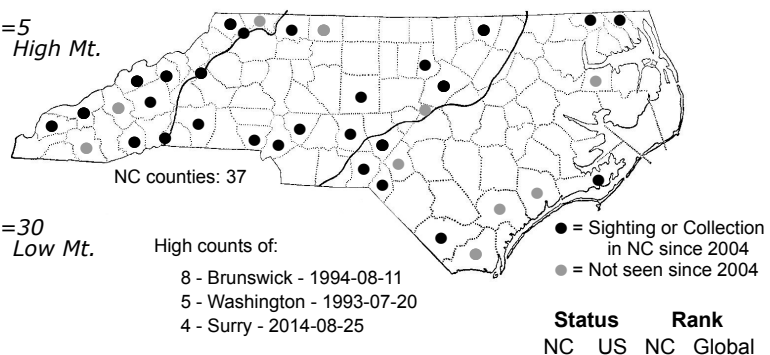 =5
High Mt.
NC counties: 37
=30
Low Mt.
High counts of:
8 - Brunswick - 1994-08-11
5 - Washington - 1993-07-20
4 - Surry - 2014-08-25
● = Sighting or Collection
in NC since 2004
● = Not seen since 2004
Status Rank
NC US NC Global